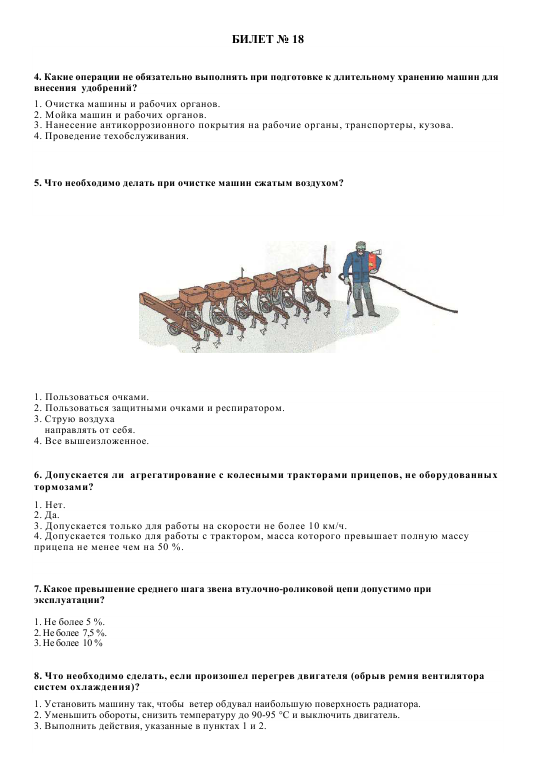 БИЛЕТ № 18
4. Какие операции не обязательно выполнять при подготовке к длительному хранению машин для
внесения удобрений?
1. Очистка машины и рабочих органов.
2. Мойка машин и рабочих органов.
3. Нанесение антикоррозионного покрытия на рабочие органы, транспортеры, кузова.
4. Проведение техобслуживания.
5. Что необходимо делать при очистке машин сжатым воздухом?
1. Пользоваться очками.
2. Пользоваться защитными очками и респиратором.
3. Струю воздуха
направлять от себя.
4. Все вышеизложенное.
6. Допускается ли агрегатирование с колесными тракторами прицепов, не оборудованных
тормозами?
1. Нет.
2. Да.
3. Допускается только для работы на скорости не более 10 км/ч.
4. Допускается только для работы с трактором, масса которого превышает полную массу
прицепа не менее чем на 50 %.
7. Какое превышение среднего шага звена втулочно-роликовой цепи допустимо при
эксплуатации?
1. Не более 5 %.
2. Не более 7,5 %.
3. Не более 10 %
8. Что необходимо сделать, если произошел перегрев двигателя (обрыв ремня вентилятора
систем охлаждения)?
1. Установить машину так, чтобы ветер обдувал наибольшую поверхность радиатора.
2. Уменьшить обороты, снизить температуру до 90-95 °С и выключить двигатель.
3. Выполнить действия, указанные в пунктах 1 и 2.